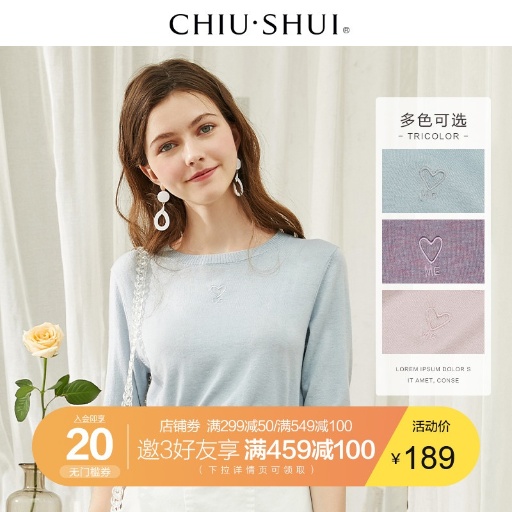 CHIU·SHUI®
多色可选
- TRICOLOR -
ME
LOREM IPSUM DOLOR S
IT AMET, CONSE
入会即享
20
无门槛券
店铺券 满299减50/满549减100
邀3好友享 满459减100
(下拉详情页可领取)
活动价
¥189